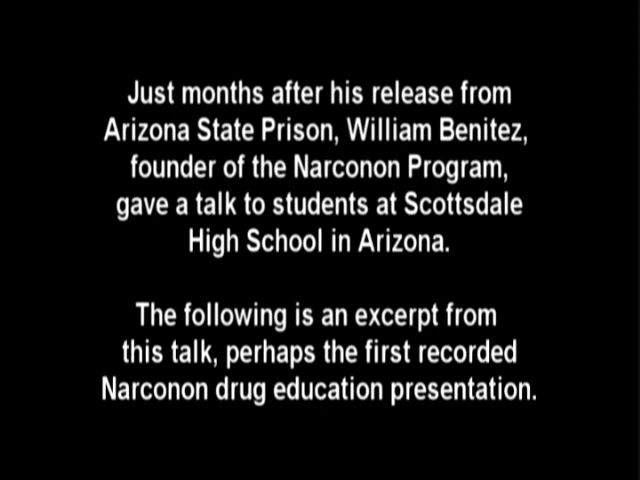 Just months after his release from
Arizona State Prison, William Benitez,
founder of the Narconon Program,
gave a talk to students at Scottsdale
High School in Arizona.
The following is an excerpt from
this talk, perhaps the first recorded
Narconon drug education presentation.